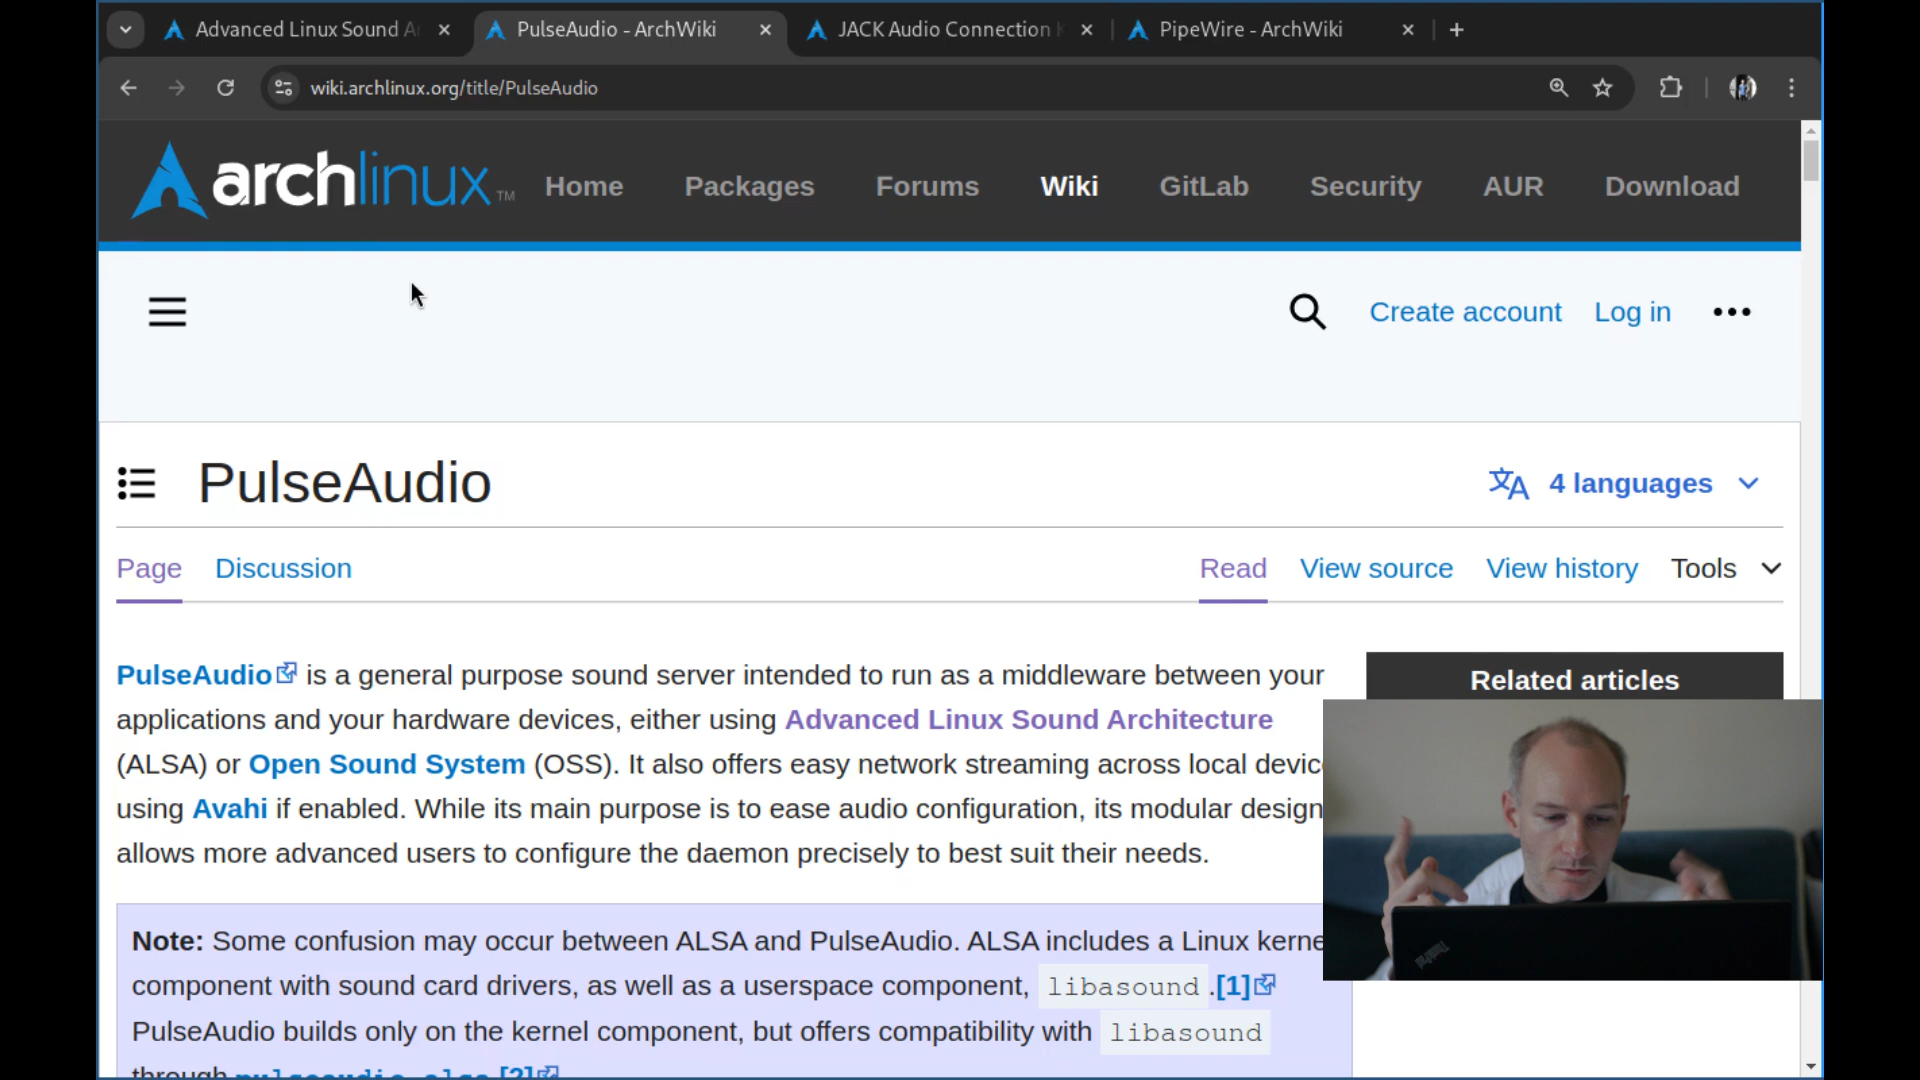 Advanced Linux Sound A
PulseAudio - ArchWiki
JACK Audio Connection
PipeWire - ArchWiki
wiki.archlinux.org/title/PulseAudio
archlinux TM
Home
Packages
Forums
Wiki
GitLab
Security
AUR
Download
Create account
Log in
PulseAudio
4 languages
Page
Discussion
Read
View source
View history
Tools
PulseAudio is a general purpose sound server intended to run as a middleware between your
applications and your hardware devices, either using Advanced Linux Sound Architecture
(ALSA) or Open Sound System (OSS). It also offers easy network streaming across local devic
using Avahi if enabled. While its main purpose is to ease audio configuration, its modular design
allows more advanced users to configure the daemon precisely to best suit their needs.
Related articles
Note: Some confusion may occur between ALSA and PulseAudio. ALSA includes a Linux kerne
component with sound card drivers, as well as a userspace component, libasound.[1]
PulseAudio builds only on the kernel component, but offers compatibility with libasound
through pulseaudio-alsa.[2]